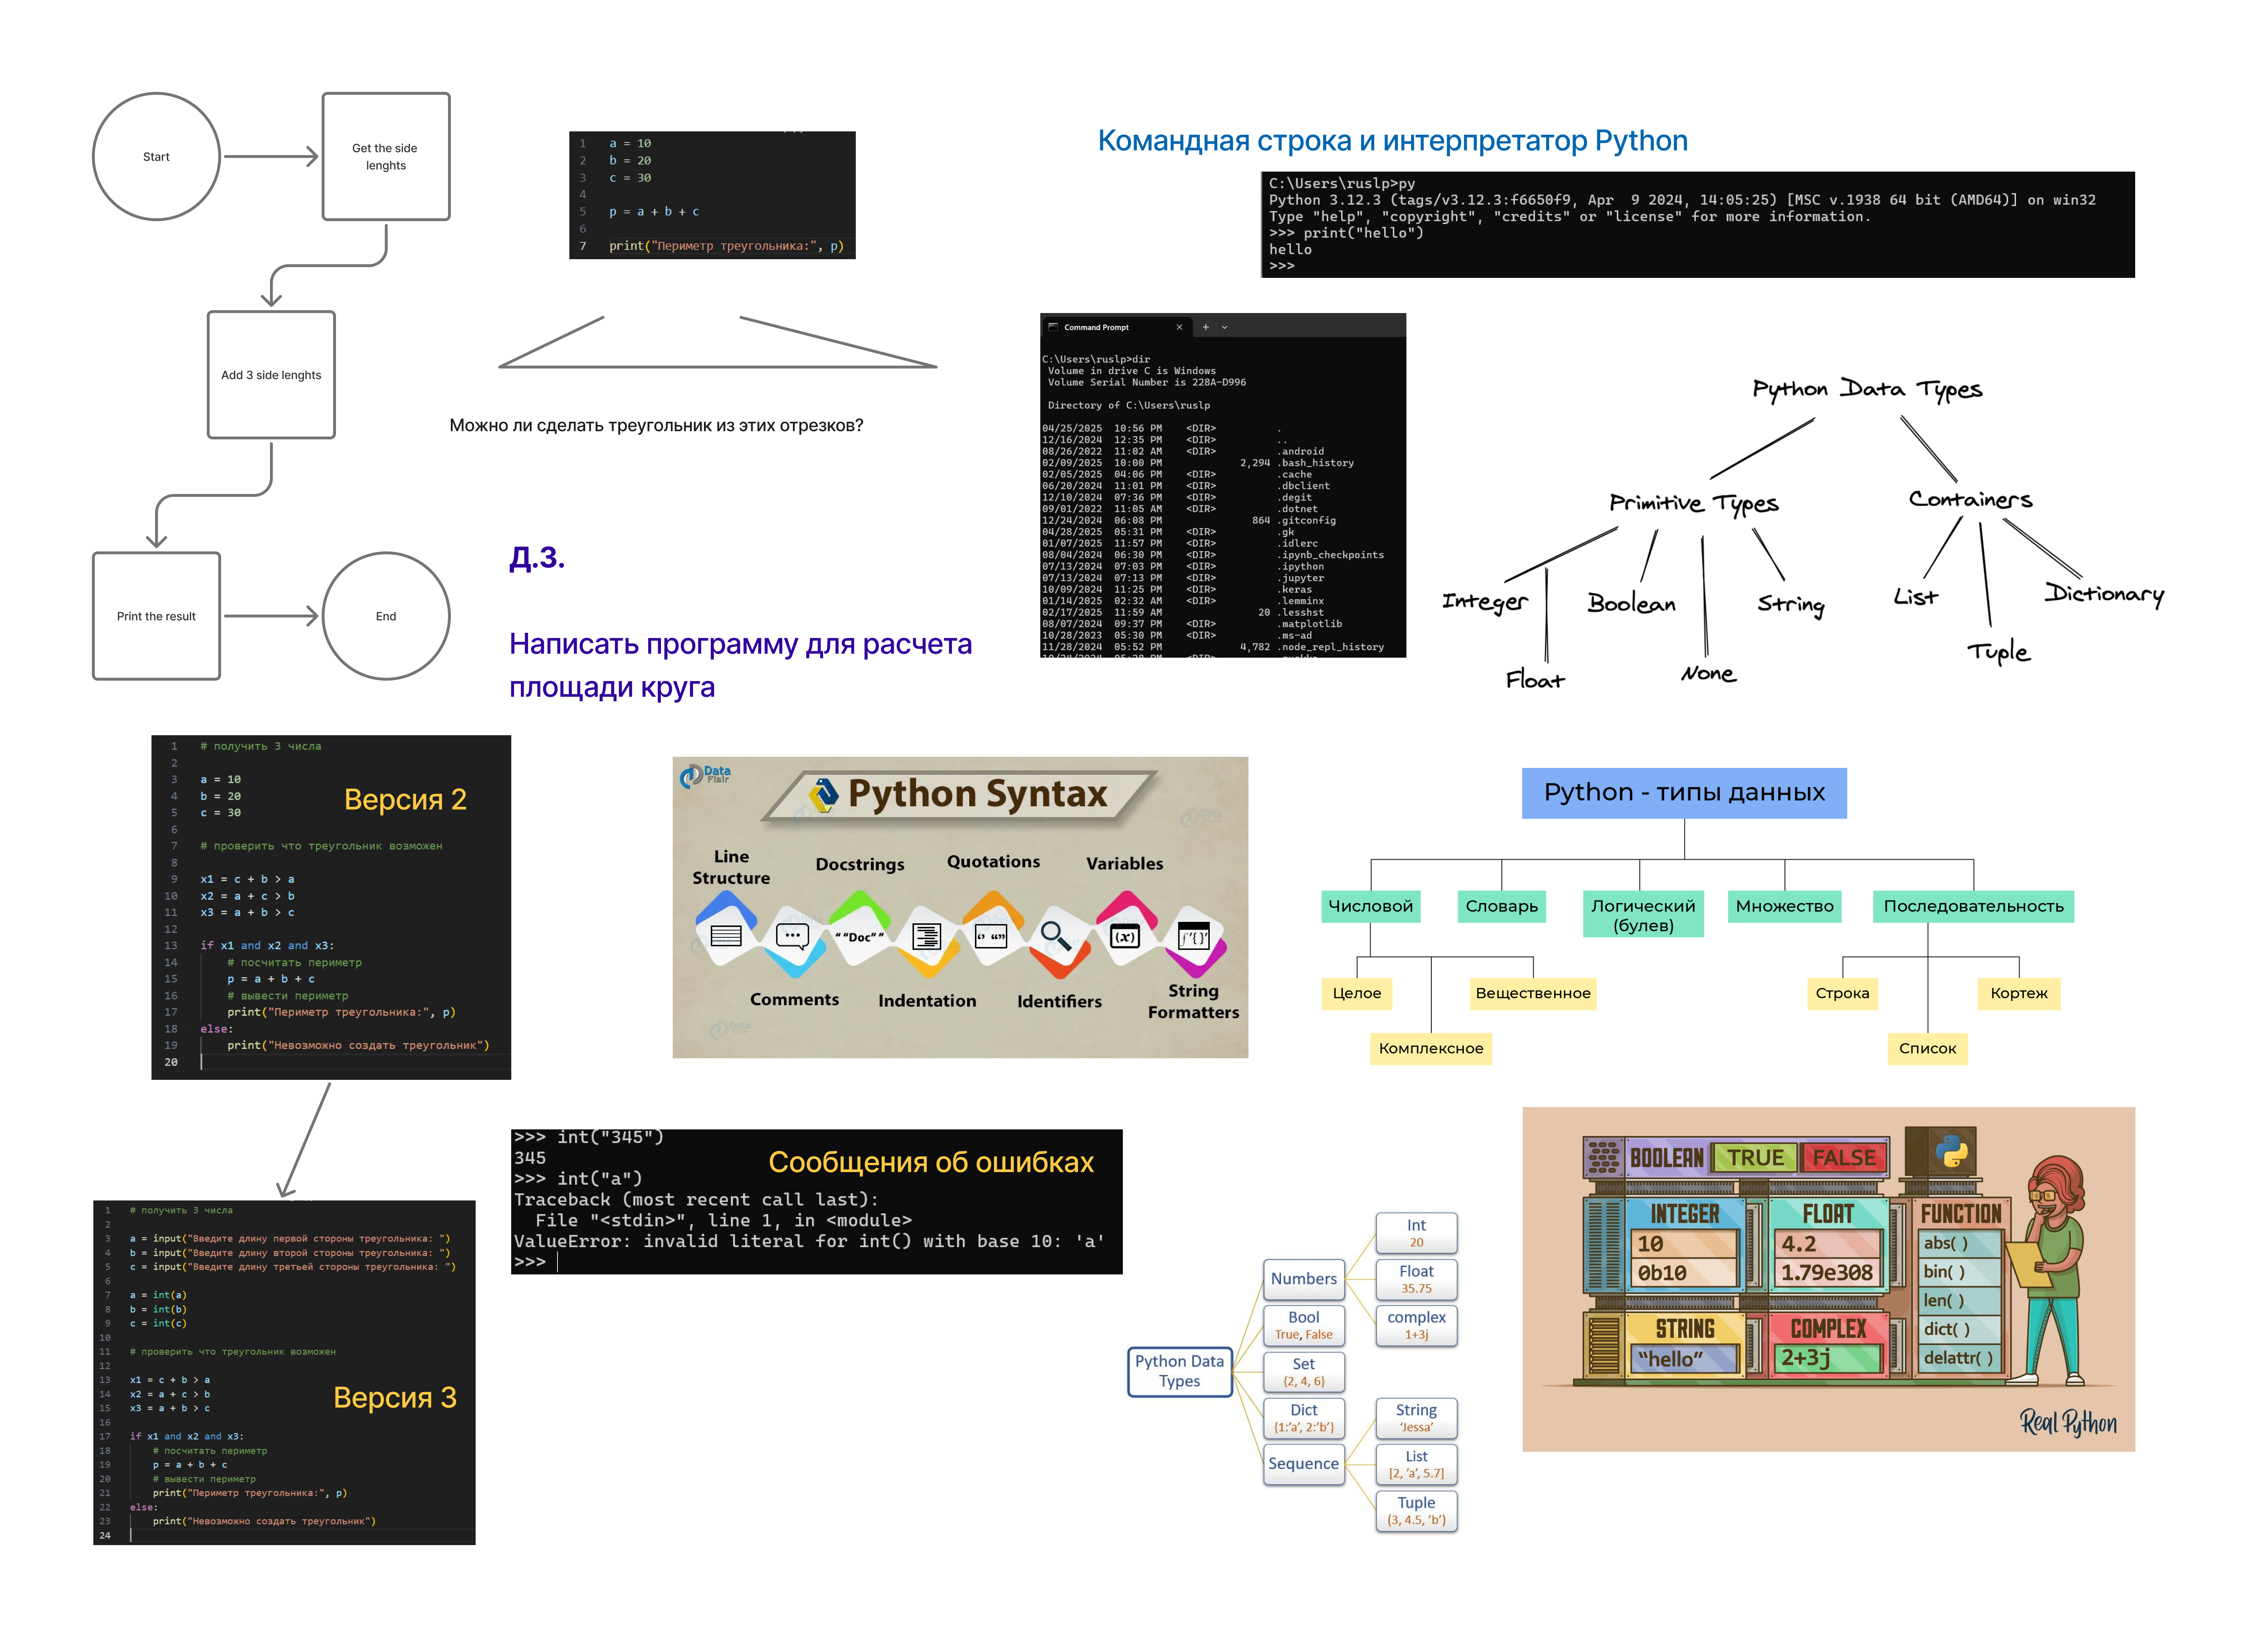 Start
Get the side
lenghts
Add 3 side lenghts
Print the result
End
1 a = 10
2 b = 20
3 c = 30
4
5 p = a + b + c
6
7 print("Периметр треугольника:", p)
Можно ли сделать треугольник из этих отрезков?
Д.З.
Написать программу для расчета
площади круга
Командная строка и интерпретатор Python
C:\Users\ruslp>py
Python 3.12.3 (tags/v3.12.3:f6650f9, Apr  9 2024, 14:05:25) [MSC v.1938 64 bit (AMD64)] on win32
Type "help", "copyright", "credits" or "license" for more information.
>>> print("hello")
hello
>>>
Command Prompt
C:\Users\ruslp>dir
Volume in drive C is Windows
Volume Serial Number is 228A-D996
Directory of C:\Users\ruslp
04/25/2025 10:56 PM <DIR> .
12/16/2024 12:35 PM <DIR> ..
08/26/2022 11:02 AM <DIR> .android
02/09/2025 10:00 PM 2,294 .bash_history
02/05/2025 04:06 PM <DIR> .cache
06/20/2024 11:01 PM <DIR> .dbclient
12/10/2024 07:36 PM <DIR> .degit
09/01/2022 11:05 AM <DIR> .dotnet
12/24/2024 06:08 PM 864 .gitconfig
04/28/2025 05:31 PM <DIR> .gk
01/07/2025 11:57 PM <DIR> .idlerc
08/04/2024 06:30 PM <DIR> .ipynb_checkpoints
07/13/2024 07:03 PM <DIR> .ipython
07/13/2024 07:13 PM <DIR> .jupyter
10/09/2024 11:25 PM <DIR> .keras
01/14/2025 02:32 AM <DIR> .lemminx
02/17/2025 11:59 AM 20 .lesshst
08/07/2024 09:37 PM <DIR> .matplotlib
10/28/2023 05:30 PM <DIR> .ms-ad
11/28/2024 05:52 PM 4,782 .node_repl_history
Python Data Types
Primitive Types
Containers
Integer
Boolean
String
List
Dictionary
Float
None
Tuple
1 # получить 3 числа
2
3 a = 10
4 b = 20
5 c = 30
6
7 # проверить что треугольник возможен
8
9 x1 = c + b > a
10 x2 = a + c > b
11 x3 = a + b > c
12
13 if x1 and x2 and x3:
14 # посчитать периметр
15 p = a + b + c
16 # вывести периметр
17 print("Периметр треугольника:", p)
18 else:
19 print("Невозможно создать треугольник")
20
Версия 2
Data
Flair
Python Syntax
Line
Structure
Docstrings
Quotations
Variables
““Doc””
(x)
Comments
Indentation
Identifiers
String
Formatters
Python - типы данных
Числовой
Словарь
Логический
(булев)
Множество
Последовательность
Целое
Вещественное
Строка
Кортеж
Комплексное
Список
1 # получить 3 числа
2
3 a = input("Введите длину первой стороны треугольника: ")
4 b = input("Введите длину второй стороны треугольника: ")
5 c = input("Введите длину третьей стороны треугольника: ")
6
7 a = int(a)
8 b = int(b)
9 c = int(c)
10
11 # проверить что треугольник возможен
12
13 x1 = c + b > a
14 x2 = a + c > b
15 x3 = a + b > c
16
17 if x1 and x2 and x3:
18 # посчитать периметр
19 p = a + b + c
20 # вывести периметр
21 print("Периметр треугольника:", p)
22 else:
23 print("Невозможно создать треугольник")
24
Версия 3
>>> int("345")
345
>>> int("a")
Traceback (most recent call last):
File "<stdin>", line 1, in <module>
ValueError: invalid literal for int() with base 10: 'a'
>>>
Сообщения об ошибках
Python Data
Types
Numbers
Int
20
Float
35.75
complex
1+3j
Bool
True, False
Set
{2, 4, 6}
Dict
{1:’a’, 2:’b’}
Sequence
String
‘Jessa’
List
[2, ‘a’, 5.7]
Tuple
(3, 4.5, ‘b’)
BOOLEAN
TRUE
FALSE
INTEGER
10
0b10
FLOAT
4.2
1.79e308
FUNCTION
abs( )
bin( )
len( )
dict( )
delattr( )
STRING
“hello”
COMPLEX
2+3j
Real Python